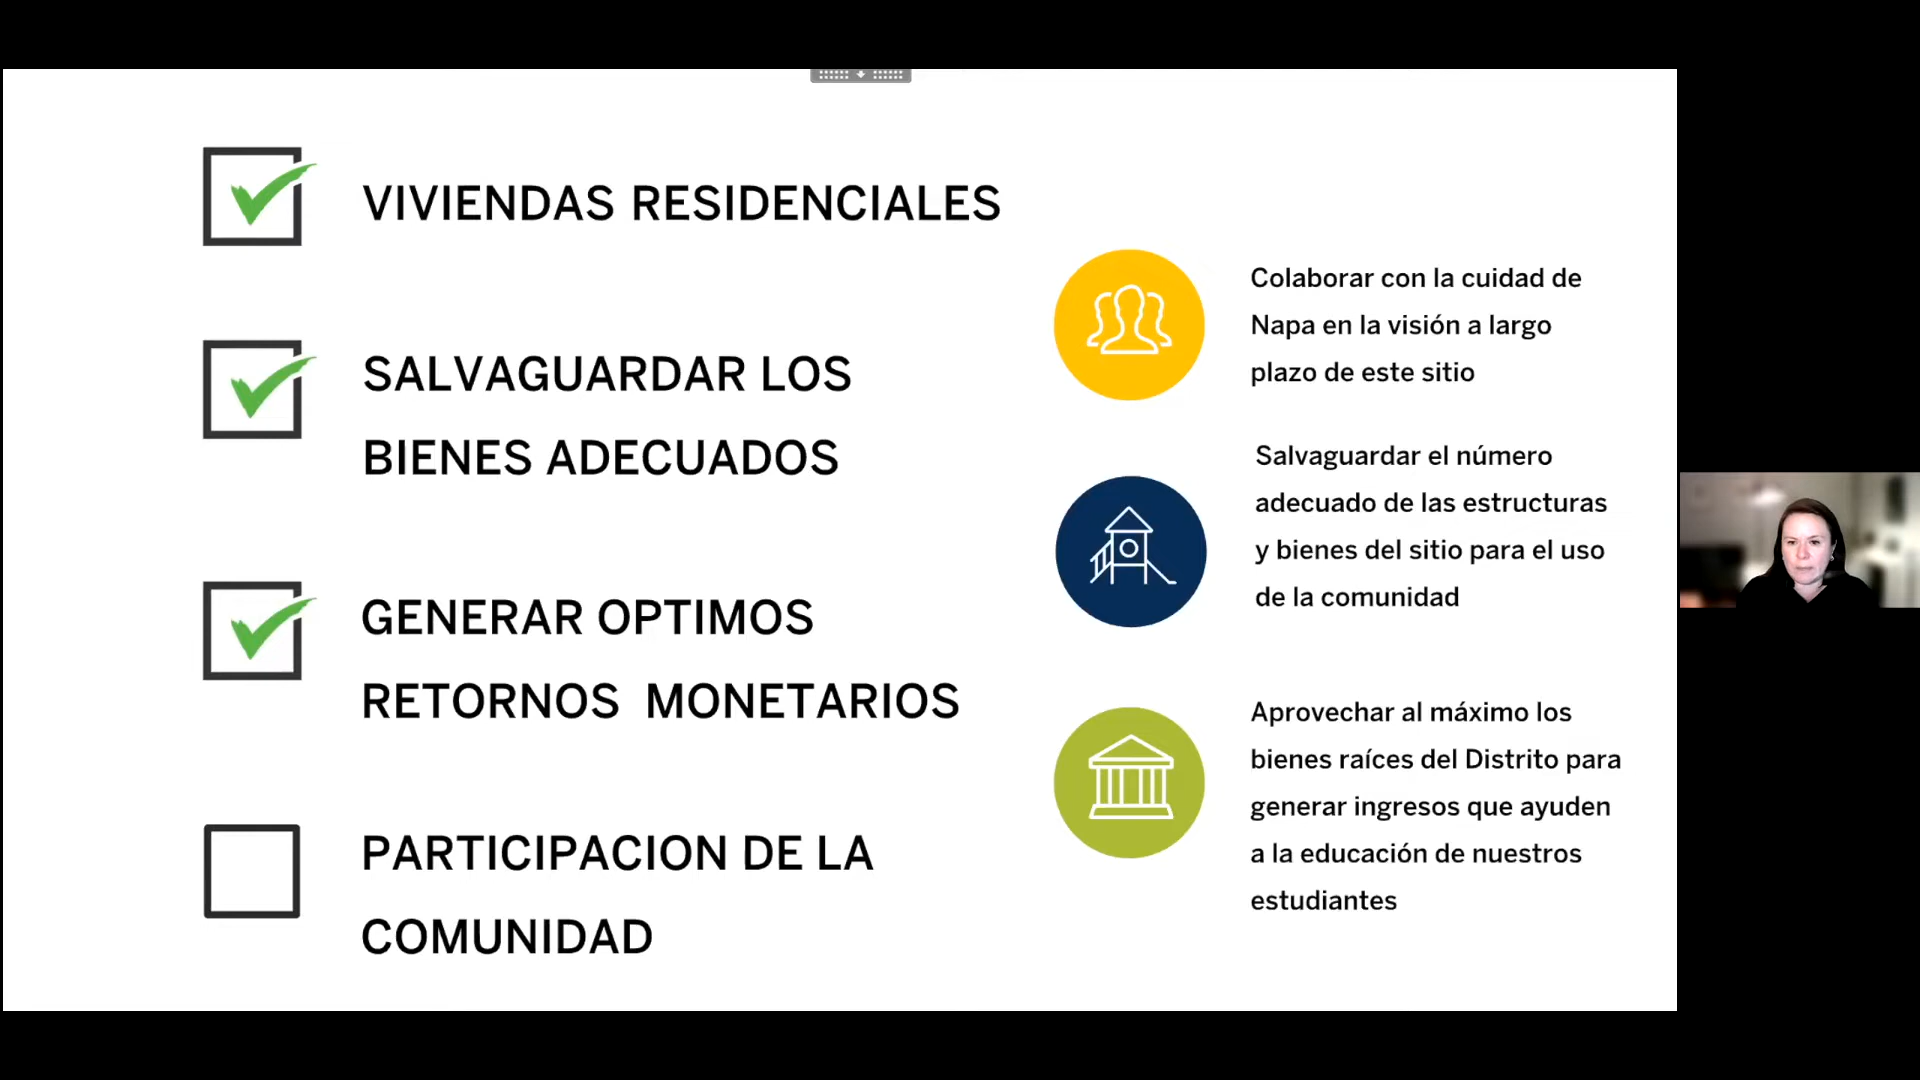 VIVIENDAS RESIDENCIALES
SALVAGUARDAR LOS
BIENES ADECUADOS
GENERAR OPTIMOS
RETORNOS MONETARIOS
PARTICIPACION DE LA
COMUNIDAD
Colaborar con la cuidad de
Napa en la visión a largo
plazo de este sitio
Salvaguardar el número
adecuado de las estructuras
y bienes del sitio para el uso
de la comunidad
Aprovechar al máximo los
bienes raíces del Distrito para
generar ingresos que ayuden
a la educación de nuestros
estudiantes